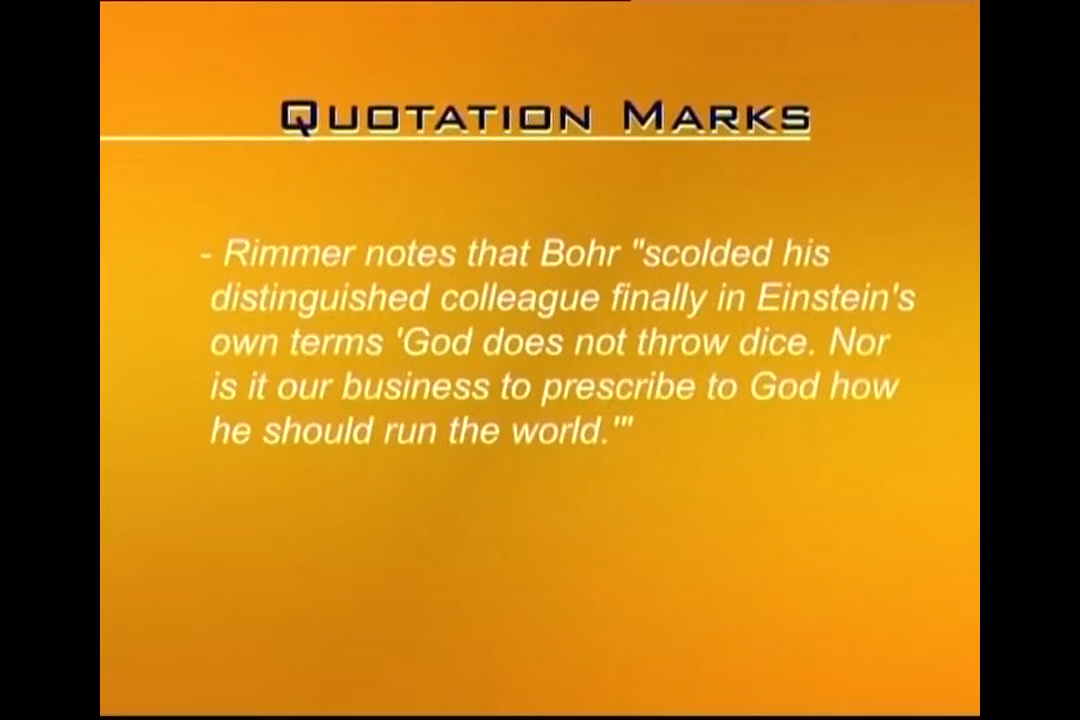 QUOTATION MARKS
- Rimmer notes that Bohr "scolded his
distinguished colleague finally in Einstein's
own terms 'God does not throw dice. Nor
is it our business to prescribe to God how
he should run the world.'"